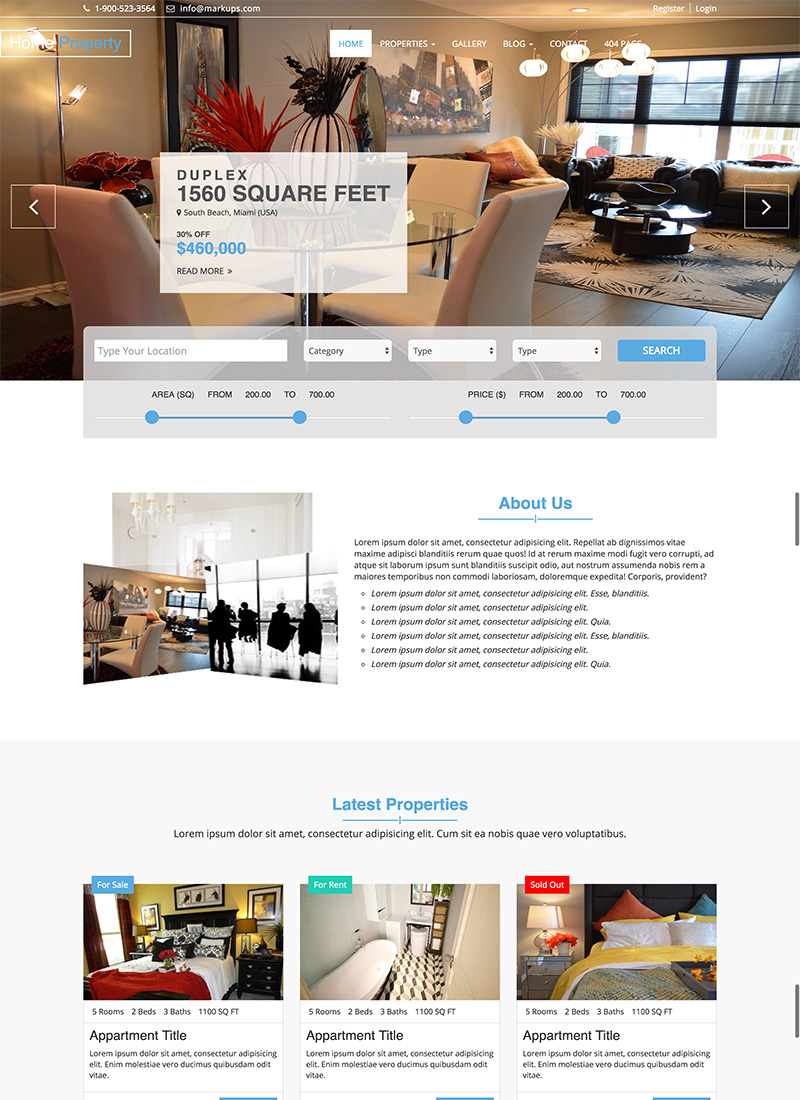 1-900-523-3564 info@markups.com Register Login
Home Property
HOME PROPERTIES GALLERY BLOG CONTACT 404 PAGE
DUPLEX
1560 SQUARE FEET
South Beach, Miami (USA)
30% OFF
$460,000
READ MORE »
Type Your Location Category Type Type SEARCH
AREA (SQ) FROM 200.00 TO 700.00 PRICE ($) FROM 200.00 TO 700.00
About Us
Lorem ipsum dolor sit amet, consectetur adipisicing elit. Repellat ab dignissimos vitae
maxime adipisci blanditiis rerum quae quos! Id at rerum maxime modi fugit vero corrupti, ad
atque sit laborum ipsum sunt blanditiis suscipit odio, aut nostrum assumenda nobis rem a
maiores temporibus non commodi laboriosam, doloremque expedita! Corporis, provident?
Lorem ipsum dolor sit amet, consectetur adipisicing elit. Esse, blanditiis.
Lorem ipsum dolor sit amet, consectetur adipisicing elit.
Lorem ipsum dolor sit amet, consectetur adipisicing elit. Quia.
Lorem ipsum dolor sit amet, consectetur adipisicing elit. Esse, blanditiis.
Lorem ipsum dolor sit amet, consectetur adipisicing elit.
Lorem ipsum dolor sit amet, consectetur adipisicing elit. Quia.
Latest Properties
Lorem ipsum dolor sit amet, consectetur adipisicing elit. Cum sit ea nobis quae vero voluptatibus.
For Sale
5 Rooms 2 Beds 3 Baths 1100 SQ FT
Appartment Title
Lorem ipsum dolor sit amet, consectetur adipisicing
elit. Enim molestiae vero ducimus quibusdam odit
vitae.
For Rent
5 Rooms 2 Beds 3 Baths 1100 SQ FT
Appartment Title
Lorem ipsum dolor sit amet, consectetur adipisicing
elit. Enim molestiae vero ducimus quibusdam odit
vitae.
Sold Out
5 Rooms 2 Beds 3 Baths 1100 SQ FT
Appartment Title
Lorem ipsum dolor sit amet, consectetur adipisicing
elit. Enim molestiae vero ducimus quibusdam odit
vitae.